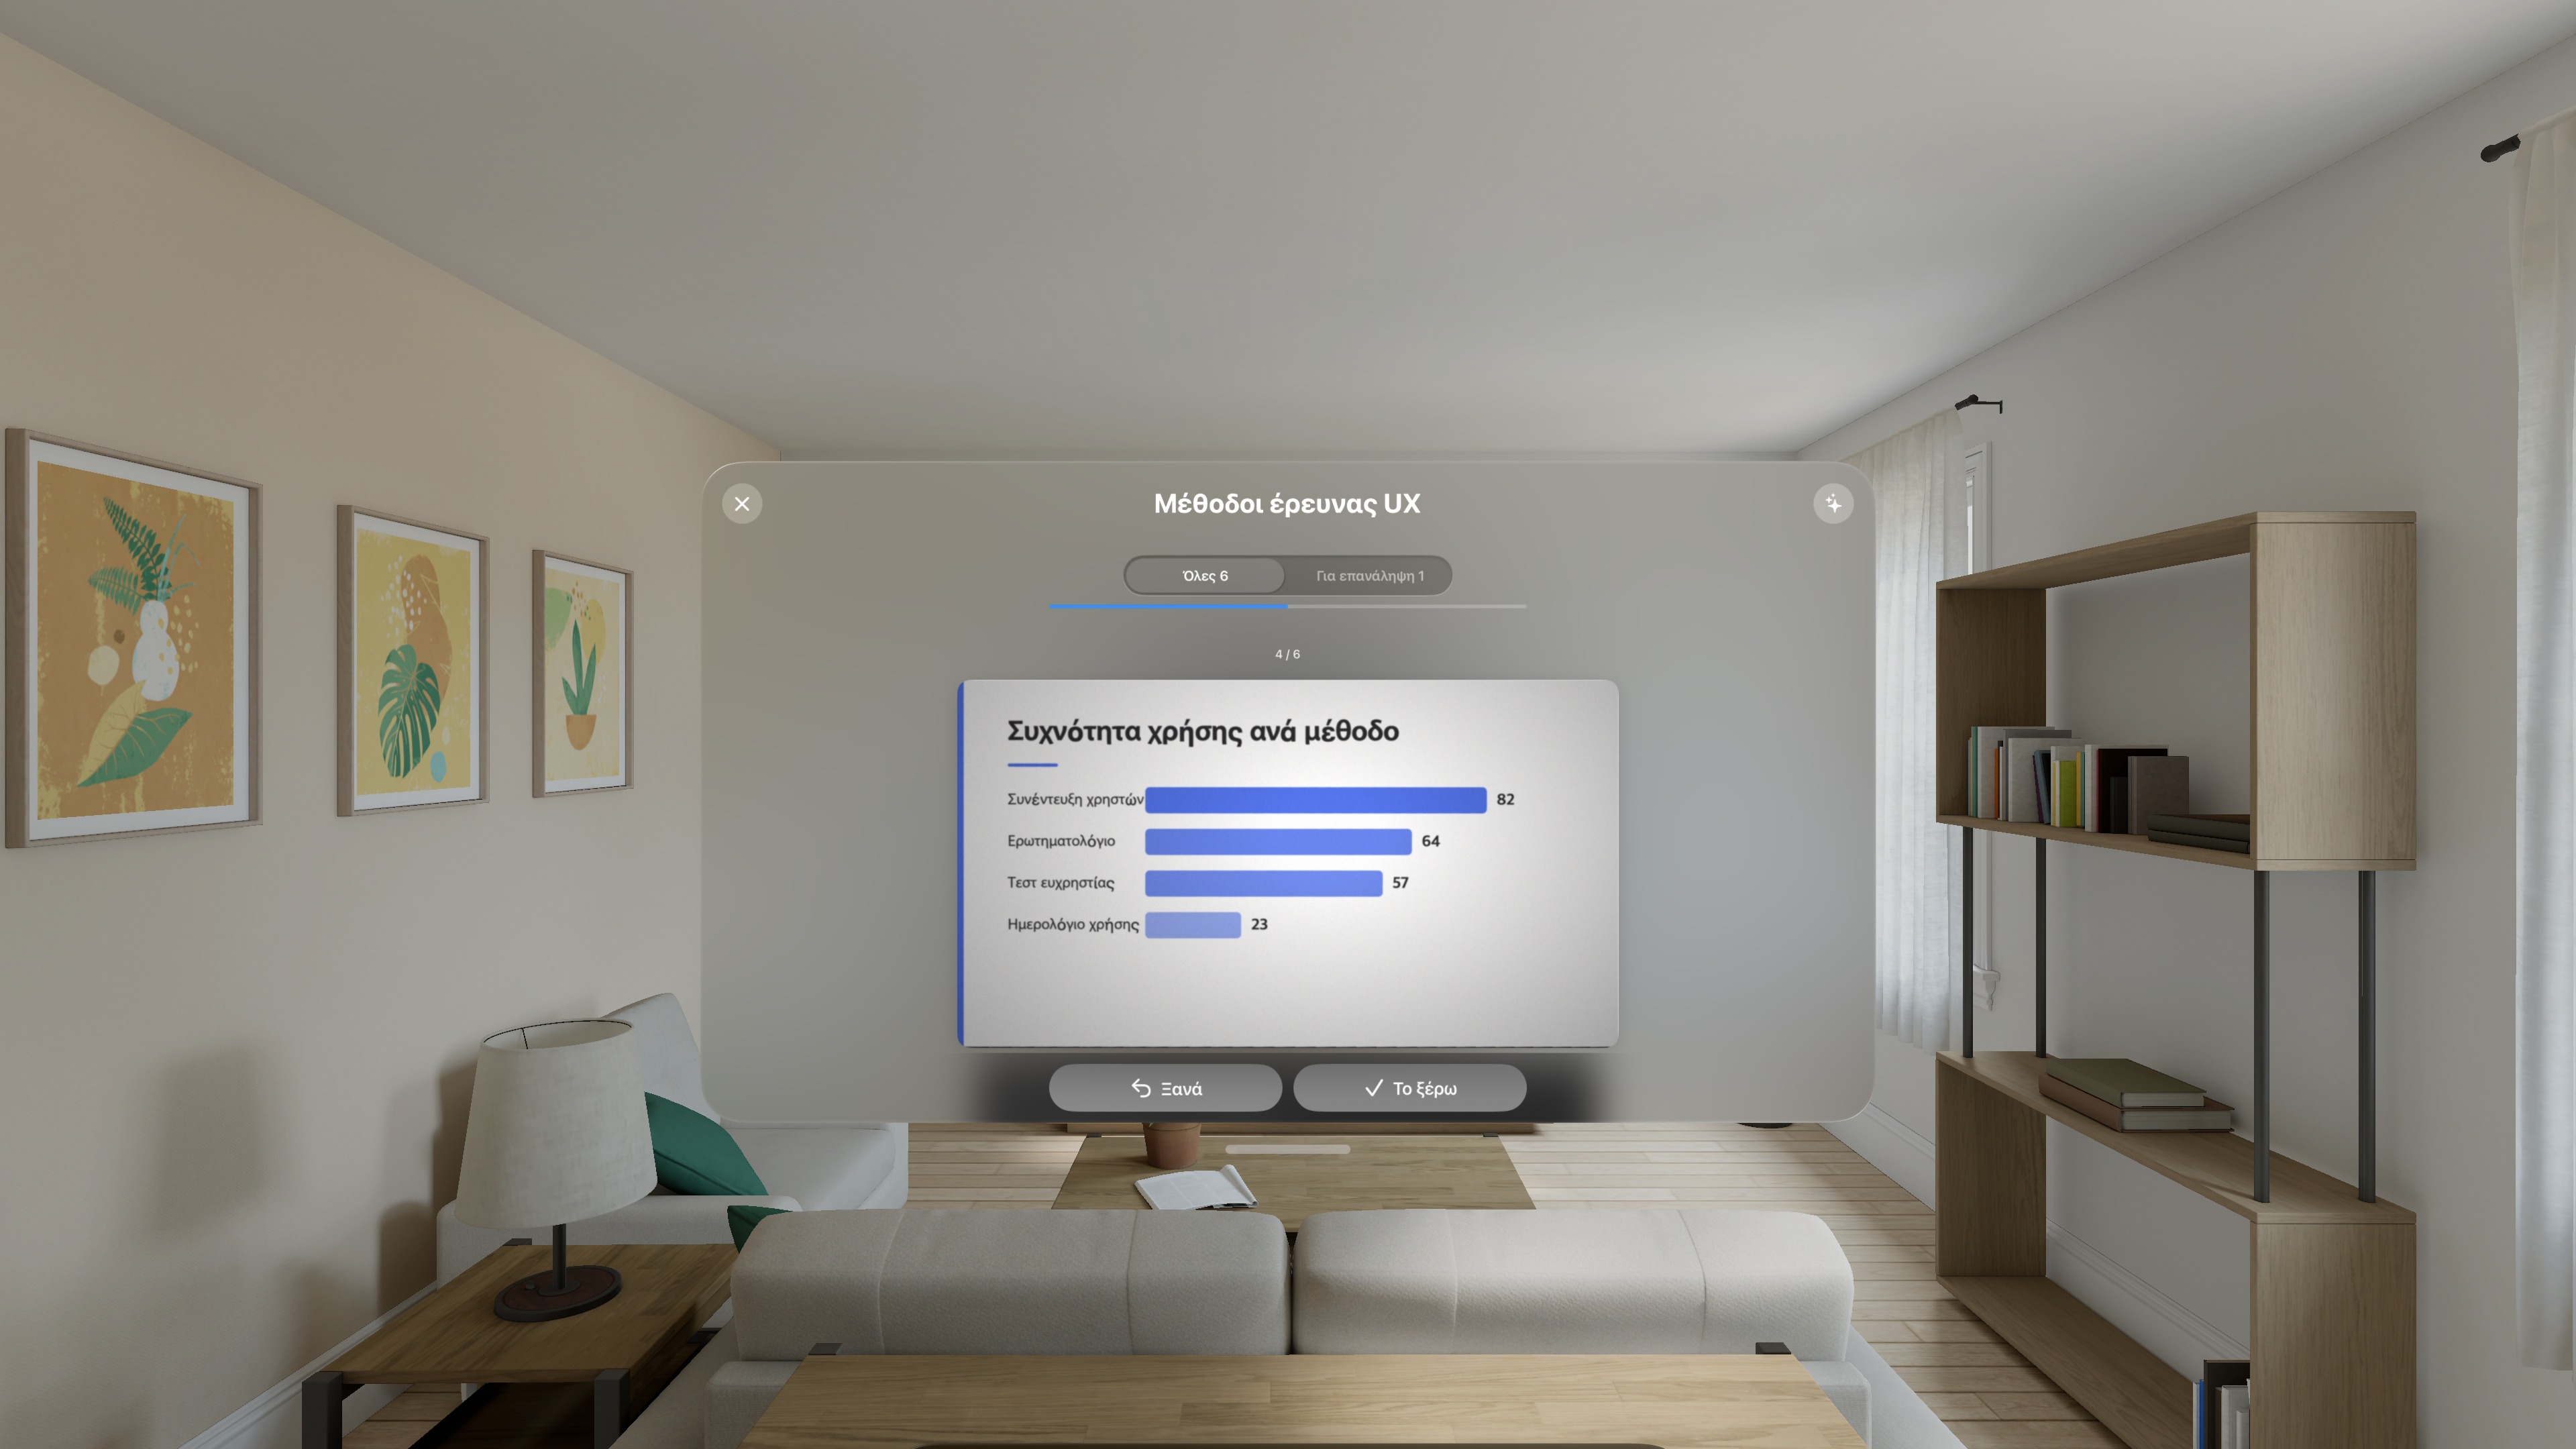 Μέθοδοι έρευνας UX
Όλες 6
Για επανάληψη 1
4 / 6
Συχνότητα χρήσης ανά μέθοδο
Συνέντευξη χρηστών 82
Ερωτηματολόγιο 64
Τεστ ευχρηστίας 57
Ημερολόγιο χρήσης 23
Ξανά
Το ξέρω